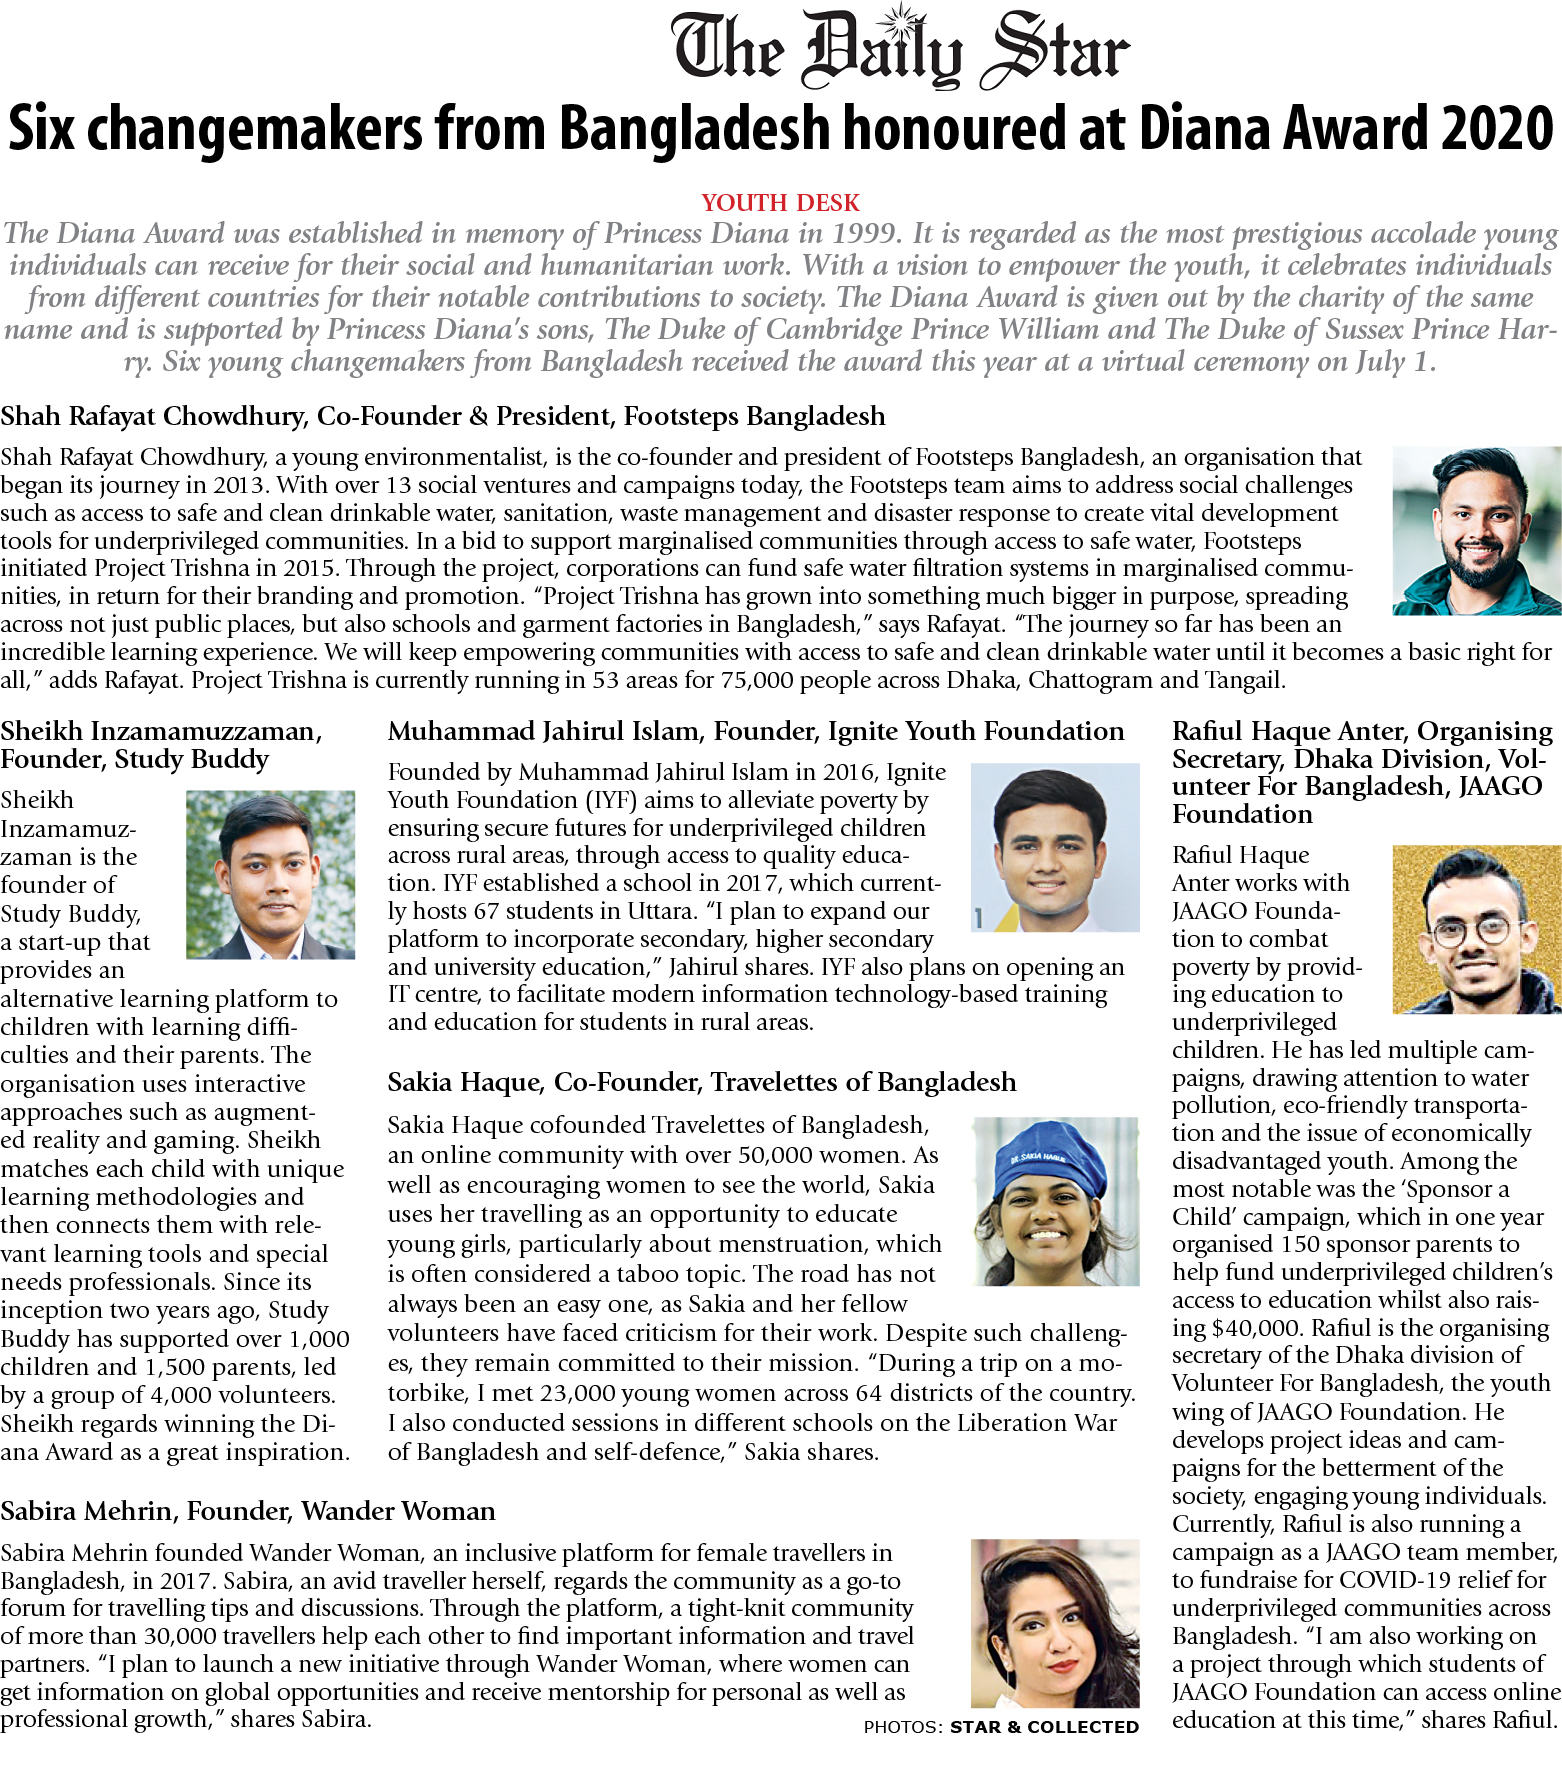 The Daily Star
Six changemakers from Bangladesh honoured at Diana Award 2020
YOUTH DESK
The Diana Award was established in memory of Princess Diana in 1999. It is regarded as the most prestigious accolade young
individuals can receive for their social and humanitarian work. With a vision to empower the youth, it celebrates individuals
from different countries for their notable contributions to society. The Diana Award is given out by the charity of the same
name and is supported by Princess Diana's sons, The Duke of Cambridge Prince William and The Duke of Sussex Prince Har-
ry. Six young changemakers from Bangladesh received the award this year at a virtual ceremony on July 1.
Shah Rafayat Chowdhury, Co-Founder & President, Footsteps Bangladesh
Shah Rafayat Chowdhury, a young environmentalist, is the co-founder and president of Footsteps Bangladesh, an organisation that
began its journey in 2013. With over 13 social ventures and campaigns today, the Footsteps team aims to address social challenges
such as access to safe and clean drinkable water, sanitation, waste management and disaster response to create vital development
tools for underprivileged communities. In a bid to support marginalised communities through access to safe water, Footsteps
initiated Project Trishna in 2015. Through the project, corporations can fund safe water filtration systems in marginalised commu-
nities, in return for their branding and promotion. “Project Trishna has grown into something much bigger in purpose, spreading
across not just public places, but also schools and garment factories in Bangladesh,” says Rafayat. “The journey so far has been an
incredible learning experience. We will keep empowering communities with access to safe and clean drinkable water until it becomes a basic right for
all,” adds Rafayat. Project Trishna is currently running in 53 areas for 75,000 people across Dhaka, Chattogram and Tangail.
Sheikh Inzamamuzzaman,
Founder, Study Buddy
Sheikh
Inzamamuz-
zaman is the
founder of
Study Buddy,
a start-up that
provides an
alternative learning platform to
children with learning diffi-
culties and their parents. The
organisation uses interactive
approaches such as augment-
ed reality and gaming. Sheikh
matches each child with unique
learning methodologies and
then connects them with rele-
vant learning tools and special
needs professionals. Since its
inception two years ago, Study
Buddy has supported over 1,000
children and 1,500 parents, led
by a group of 4,000 volunteers.
Sheikh regards winning the Di-
ana Award as a great inspiration.
Muhammad Jahirul Islam, Founder, Ignite Youth Foundation
Founded by Muhammad Jahirul Islam in 2016, Ignite
Youth Foundation (IYF) aims to alleviate poverty by
ensuring secure futures for underprivileged children
across rural areas, through access to quality educa-
tion. IYF established a school in 2017, which current-
ly hosts 67 students in Uttara. “I plan to expand our
platform to incorporate secondary, higher secondary
and university education,” Jahirul shares. IYF also plans on opening an
IT centre, to facilitate modern information technology-based training
and education for students in rural areas.
Sakia Haque, Co-Founder, Travelettes of Bangladesh
Sakia Haque cofounded Travelettes of Bangladesh,
an online community with over 50,000 women. As
well as encouraging women to see the world, Sakia
uses her travelling as an opportunity to educate
young girls, particularly about menstruation, which
is often considered a taboo topic. The road has not
always been an easy one, as Sakia and her fellow
volunteers have faced criticism for their work. Despite such challeng-
es, they remain committed to their mission. “During a trip on a mo-
torbike, I met 23,000 young women across 64 districts of the country.
I also conducted sessions in different schools on the Liberation War
of Bangladesh and self-defence,” Sakia shares.
DR. SAKIA HAQUE
Sabira Mehrin, Founder, Wander Woman
Sabira Mehrin founded Wander Woman, an inclusive platform for female travellers in
Bangladesh, in 2017. Sabira, an avid traveller herself, regards the community as a go-to
forum for travelling tips and discussions. Through the platform, a tight-knit community
of more than 30,000 travellers help each other to find important information and travel
partners. “I plan to launch a new initiative through Wander Woman, where women can
get information on global opportunities and receive mentorship for personal as well as
professional growth,” shares Sabira.
PHOTOS: STAR & COLLECTED
Rafiul Haque Anter, Organising
Secretary, Dhaka Division, Vol-
unteer For Bangladesh, JAAGO
Foundation
Rafiul Haque
Anter works with
JAAGO Founda-
tion to combat
poverty by provid-
ing education to
underprivileged
children. He has led multiple cam-
paigns, drawing attention to water
pollution, eco-friendly transporta-
tion and the issue of economically
disadvantaged youth. Among the
most notable was the ‘Sponsor a
Child’ campaign, which in one year
organised 150 sponsor parents to
help fund underprivileged children’s
access to education whilst also rais-
ing $40,000. Rafiul is the organising
secretary of the Dhaka division of
Volunteer For Bangladesh, the youth
wing of JAAGO Foundation. He
develops project ideas and cam-
paigns for the betterment of the
society, engaging young individuals.
Currently, Rafiul is also running a
campaign as a JAAGO team member,
to fundraise for COVID-19 relief for
underprivileged communities across
Bangladesh. “I am also working on
a project through which students of
JAAGO Foundation can access online
education at this time,” shares Rafiul.